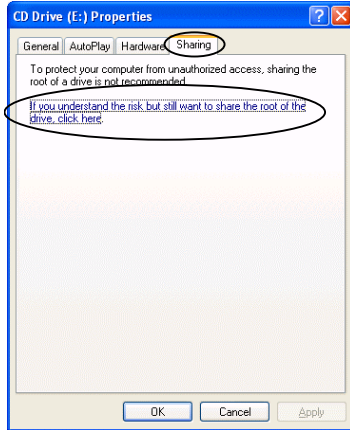 CD Drive (E:) Properties
General AutoPlay Hardware Sharing
To protect your computer from unauthorized access, sharing the
root of a drive is not recommended.
If you understand the risk but still want to share the root of the
drive, click here.
OK Cancel Apply